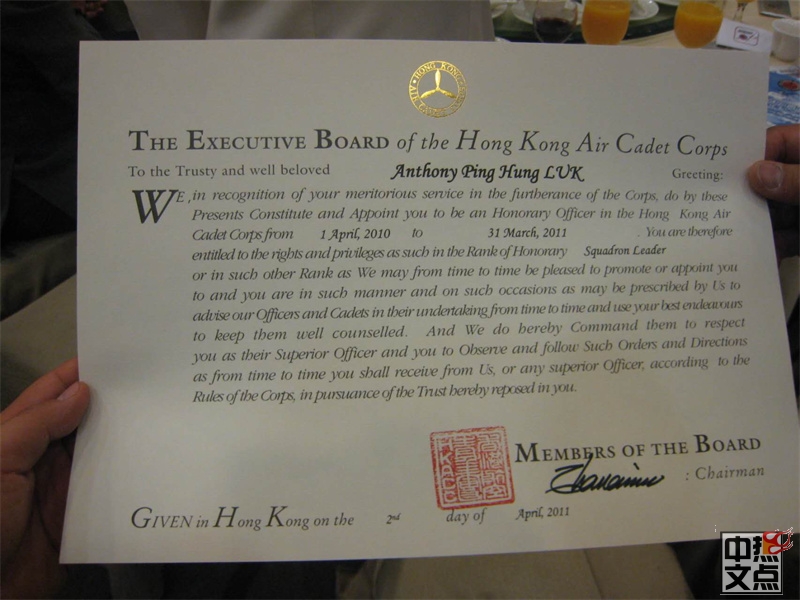 HONG KONG AIR CADET CORPS
THE EXECUTIVE BOARD of the Hong Kong Air Cadet Corps
To the Trusty and well beloved Anthony Ping Hung LUK Greeting:
WE, in recognition of your meritorious service in the furtherance of the Corps, do by these
Presents Constitute and Appoint you to be an Honorary Officer in the Hong Kong Air
Cadet Corps from 1 April, 2010 to 31 March, 2011 . You are therefore
entitled to the rights and privileges as such in the Rank of Honorary Squadron Leader
or in such other Rank as We may from time to time be pleased to promote or appoint you
to and you are in such manner and on such occasions as may be prescribed by Us to
advise our Officers and Cadets in their undertaking from time to time and use your best endeavours
to keep them well counselled. And We do hereby Command them to respect
you as their Superior Officer and you to Observe and follow Such Orders and Directions
as from time to time you shall receive from Us, or any superior Officer, according to the
Rules of the Corps, in pursuance of the Trust hereby reposed in you.
MEMBERS OF THE BOARD
: Chairman
GIVEN in Hong Kong on the 2nd day of April, 2011
中热
文点